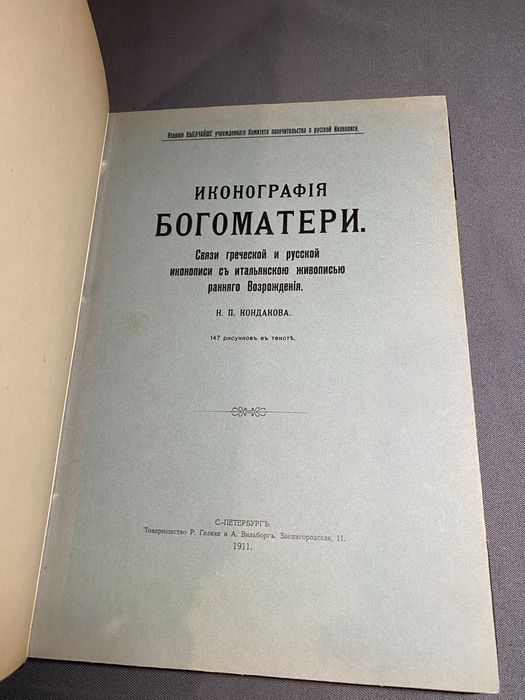 Изданіе ВЫСОЧАЙШЕ учрежденнаго Комитета попечительства о русской Иконописи.
ИКОНОГРАФІЯ
БОГОМАТЕРИ.
Связи греческой и русской
иконописи съ итальянскою живописью
ранняго Возрожденія.
Н. П. КОНДАКОВА.
147 рисунковъ въ текстѣ.
С.-ПЕТЕРБУРГЪ.
Товарищество Р. Голике и А. Вильборгъ. Звенигородская, 11.
1911.